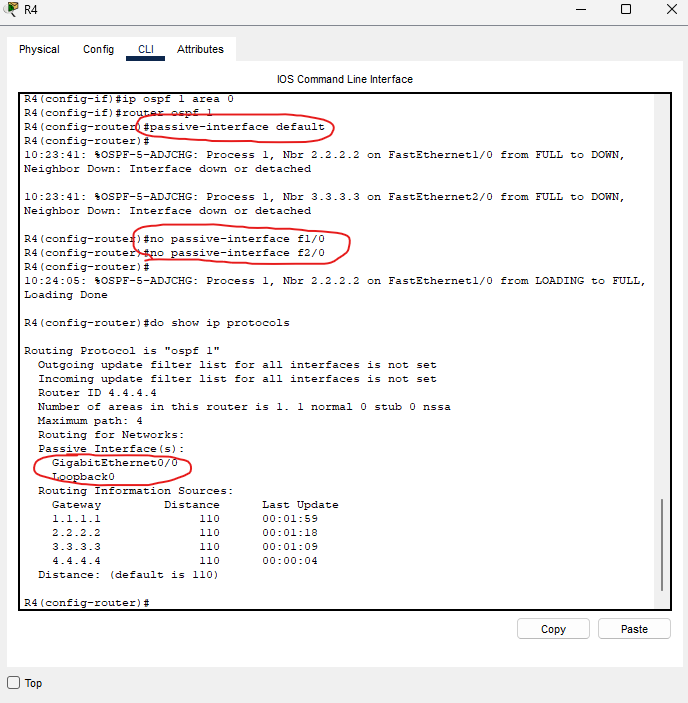 R4
Physical Config CLI Attributes
IOS Command Line Interface
R4(config-if)#ip ospf 1 area 0
R4(config-if)#router ospf 1
R4(config-router)#passive-interface default
R4(config-router)#
10:23:41: %OSPF-5-ADJCHG: Process 1, Nbr 2.2.2.2 on FastEthernet1/0 from FULL to DOWN,
Neighbor Down: Interface down or detached
10:23:41: %OSPF-5-ADJCHG: Process 1, Nbr 3.3.3.3 on FastEthernet2/0 from FULL to DOWN,
Neighbor Down: Interface down or detached
R4(config-router)#no passive-interface f1/0
R4(config-router)#no passive-interface f2/0
R4(config-router)#
10:24:05: %OSPF-5-ADJCHG: Process 1, Nbr 2.2.2.2 on FastEthernet1/0 from LOADING to FULL,
Loading Done
R4(config-router)#do show ip protocols
Routing Protocol is "ospf 1"
Outgoing update filter list for all interfaces is not set
Incoming update filter list for all interfaces is not set
Router ID 4.4.4.4
Number of areas in this router is 1. 1 normal 0 stub 0 nssa
Maximum path: 4
Routing for Networks:
Passive Interface(s):
GigabitEthernet0/0
Loopback0
Routing Information Sources:
Gateway Distance Last Update
1.1.1.1 110 00:01:59
2.2.2.2 110 00:01:18
3.3.3.3 110 00:01:09
4.4.4.4 110 00:00:04
Distance: (default is 110)
R4(config-router)#
Copy Paste
Top